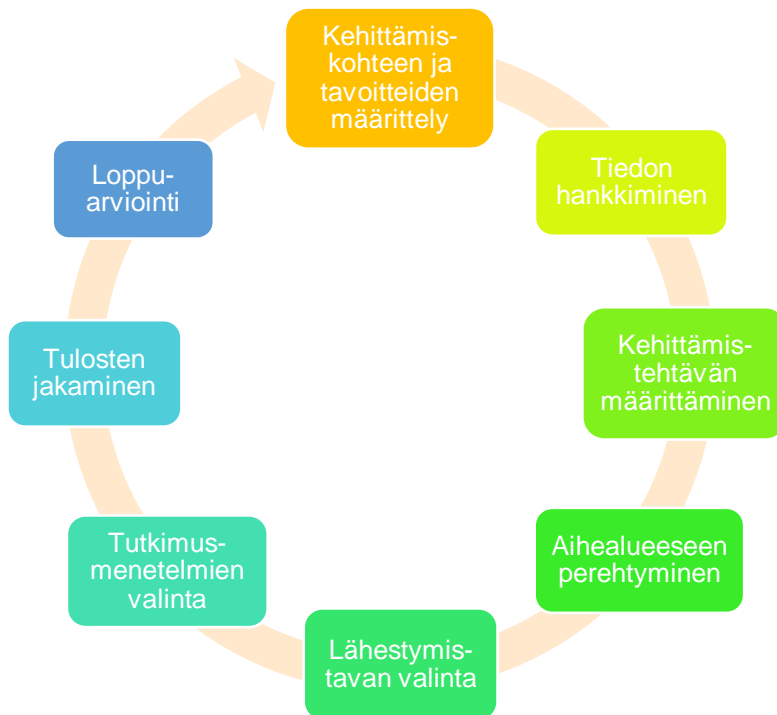 Kehittämis-
kohteen ja
tavoitteiden
määrittely
Tiedon
hankkiminen
Kehittämis-
tehtävän
määrittäminen
Aihealueeseen
perehtyminen
Lähestymis-
tavan valinta
Tutkimus-
menetelmien
valinta
Tulosten
jakaminen
Loppu-
arviointi